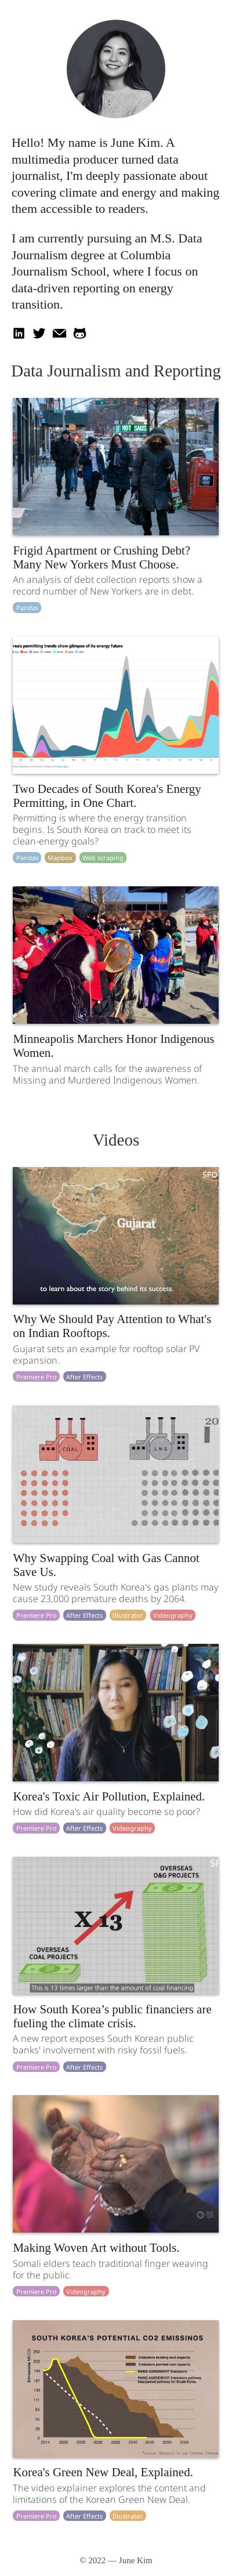 Hello! My name is June Kim. A
multimedia producer turned data
journalist, I'm deeply passionate about
covering climate and energy and making
them accessible to readers.
I am currently pursuing an M.S. Data
Journalism degree at Columbia
Journalism School, where I focus on
data-driven reporting on energy
transition.
Data Journalism and Reporting
HOT SALDS
Frigid Apartment or Crushing Debt?
Many New Yorkers Must Choose.
An analysis of debt collection reports show a
record number of New Yorkers are in debt.
Pandas
rea's permitting trends show glimpse of its energy future
Two Decades of South Korea's Energy
Permitting, in One Chart.
Permitting is where the energy transition
begins. Is South Korea on track to meet its
clean-energy goals?
Pandas Mapbox Web scraping
Minneapolis Marchers Honor Indigenous
Women.
The annual march calls for the awareness of
Missing and Murdered Indigenous Women.
Videos
SFO
Gujarat
to learn about the story behind its success.
Why We Should Pay Attention to What's
on Indian Rooftops.
Gujarat sets an example for rooftop solar PV
expansion.
Premiere Pro After Effects
20
COAL LNG
Why Swapping Coal with Gas Cannot
Save Us.
New study reveals South Korea's gas plants may
cause 23,000 premature deaths by 2064.
Premiere Pro After Effects Illustrator Videography
Korea's Toxic Air Pollution, Explained.
How did Korea's air quality become so poor?
Premiere Pro After Effects Videography
SF
OVERSEAS
O&G PROJECTS
X 13
OVERSEAS
COAL PROJECTS
This is 13 times larger than the amount of coal financing
How South Korea’s public financiers are
fueling the climate crisis.
A new report exposes South Korean public
banks' involvement with risky fossil fuels.
Premiere Pro After Effects
Making Woven Art without Tools.
Somali elders teach traditional finger weaving
for the public.
Premiere Pro Videography
SOUTH KOREA'S POTENTIAL CO2 EMISSINOS
Korea's Green New Deal, Explained.
The video explainer explores the content and
limitations of the Korean Green New Deal.
Premiere Pro After Effects Illustrator
© 2022 — June Kim